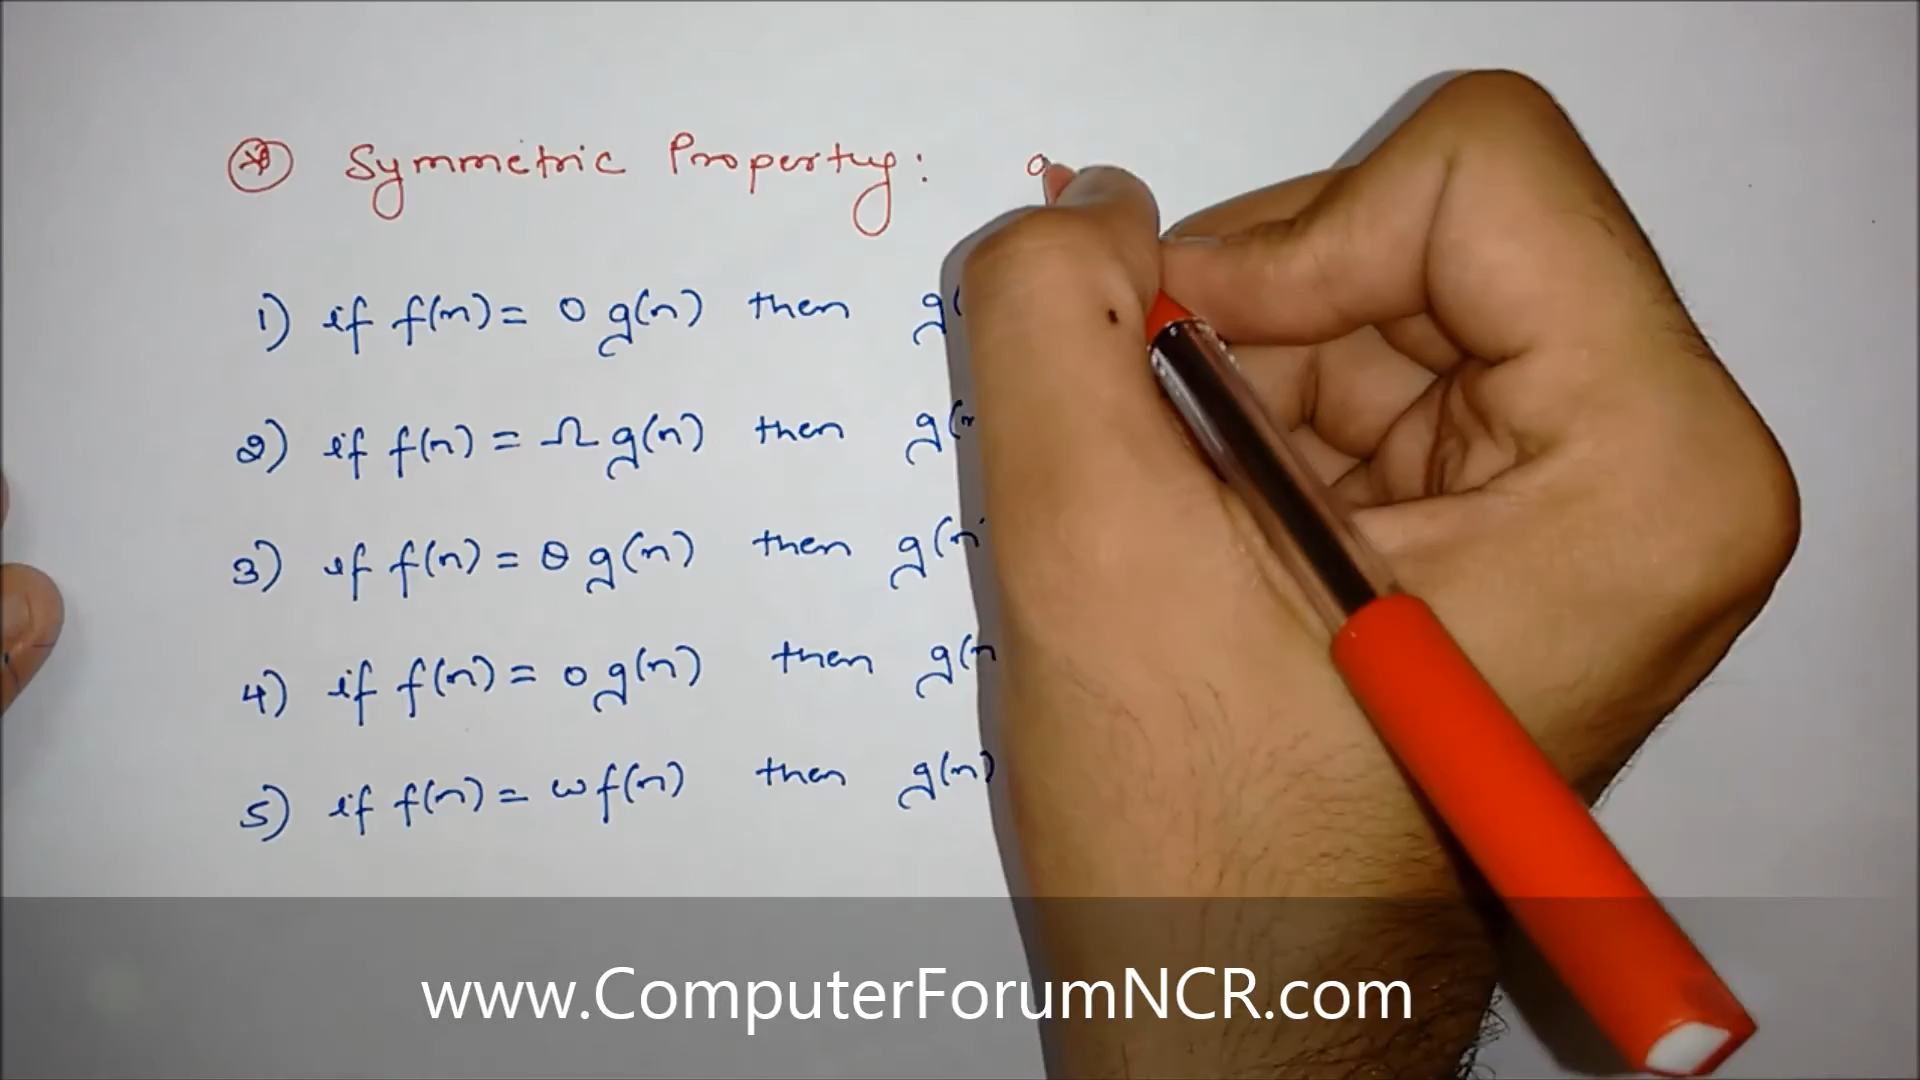 * Symmetric Property: a
1) if f(n) = O g(n) then g(
2) if f(n) = Ω g(n) then g(n
3) if f(n) = θ g(n) then g(n
4) if f(n) = o g(n) then g(n
5) if f(n) = ω f(n) then g(n)
www.ComputerForumNCR.com